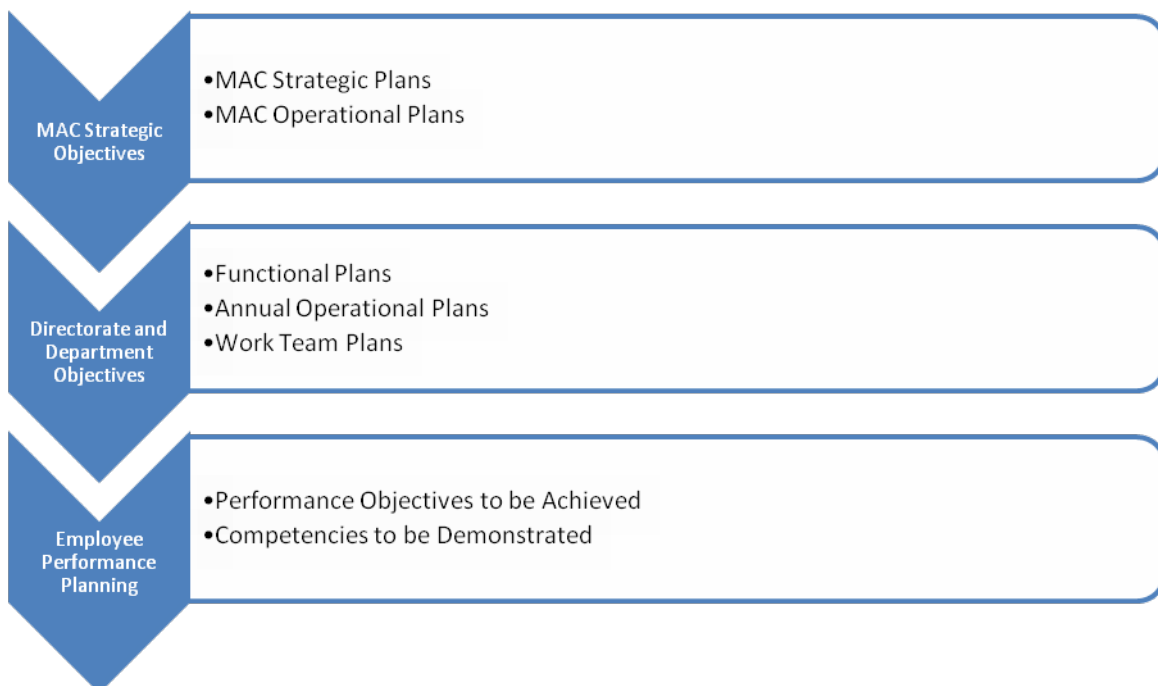 MAC Strategic
Objectives
•MAC Strategic Plans
•MAC Operational Plans
Directorate and
Department
Objectives
•Functional Plans
•Annual Operational Plans
•Work Team Plans
Employee
Performance
Planning
•Performance Objectives to be Achieved
•Competencies to be Demonstrated